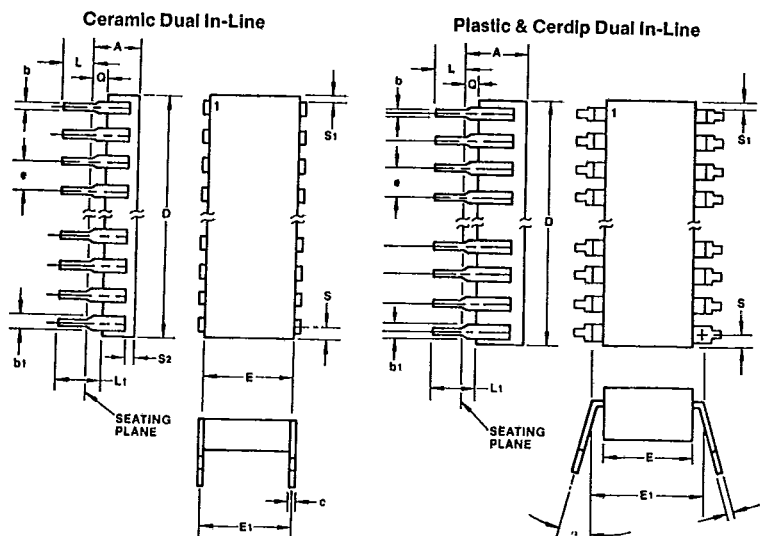 Ceramic Dual In-Line
A
L
Q
b
1
S1
e
D
S
b1
S2
L1
E
SEATING
PLANE
C
E1
Plastic & Cerdip Dual In-Line
A
L
Q
b
1
S1
e
D
S
b1
L1
SEATING
PLANE
E
E1